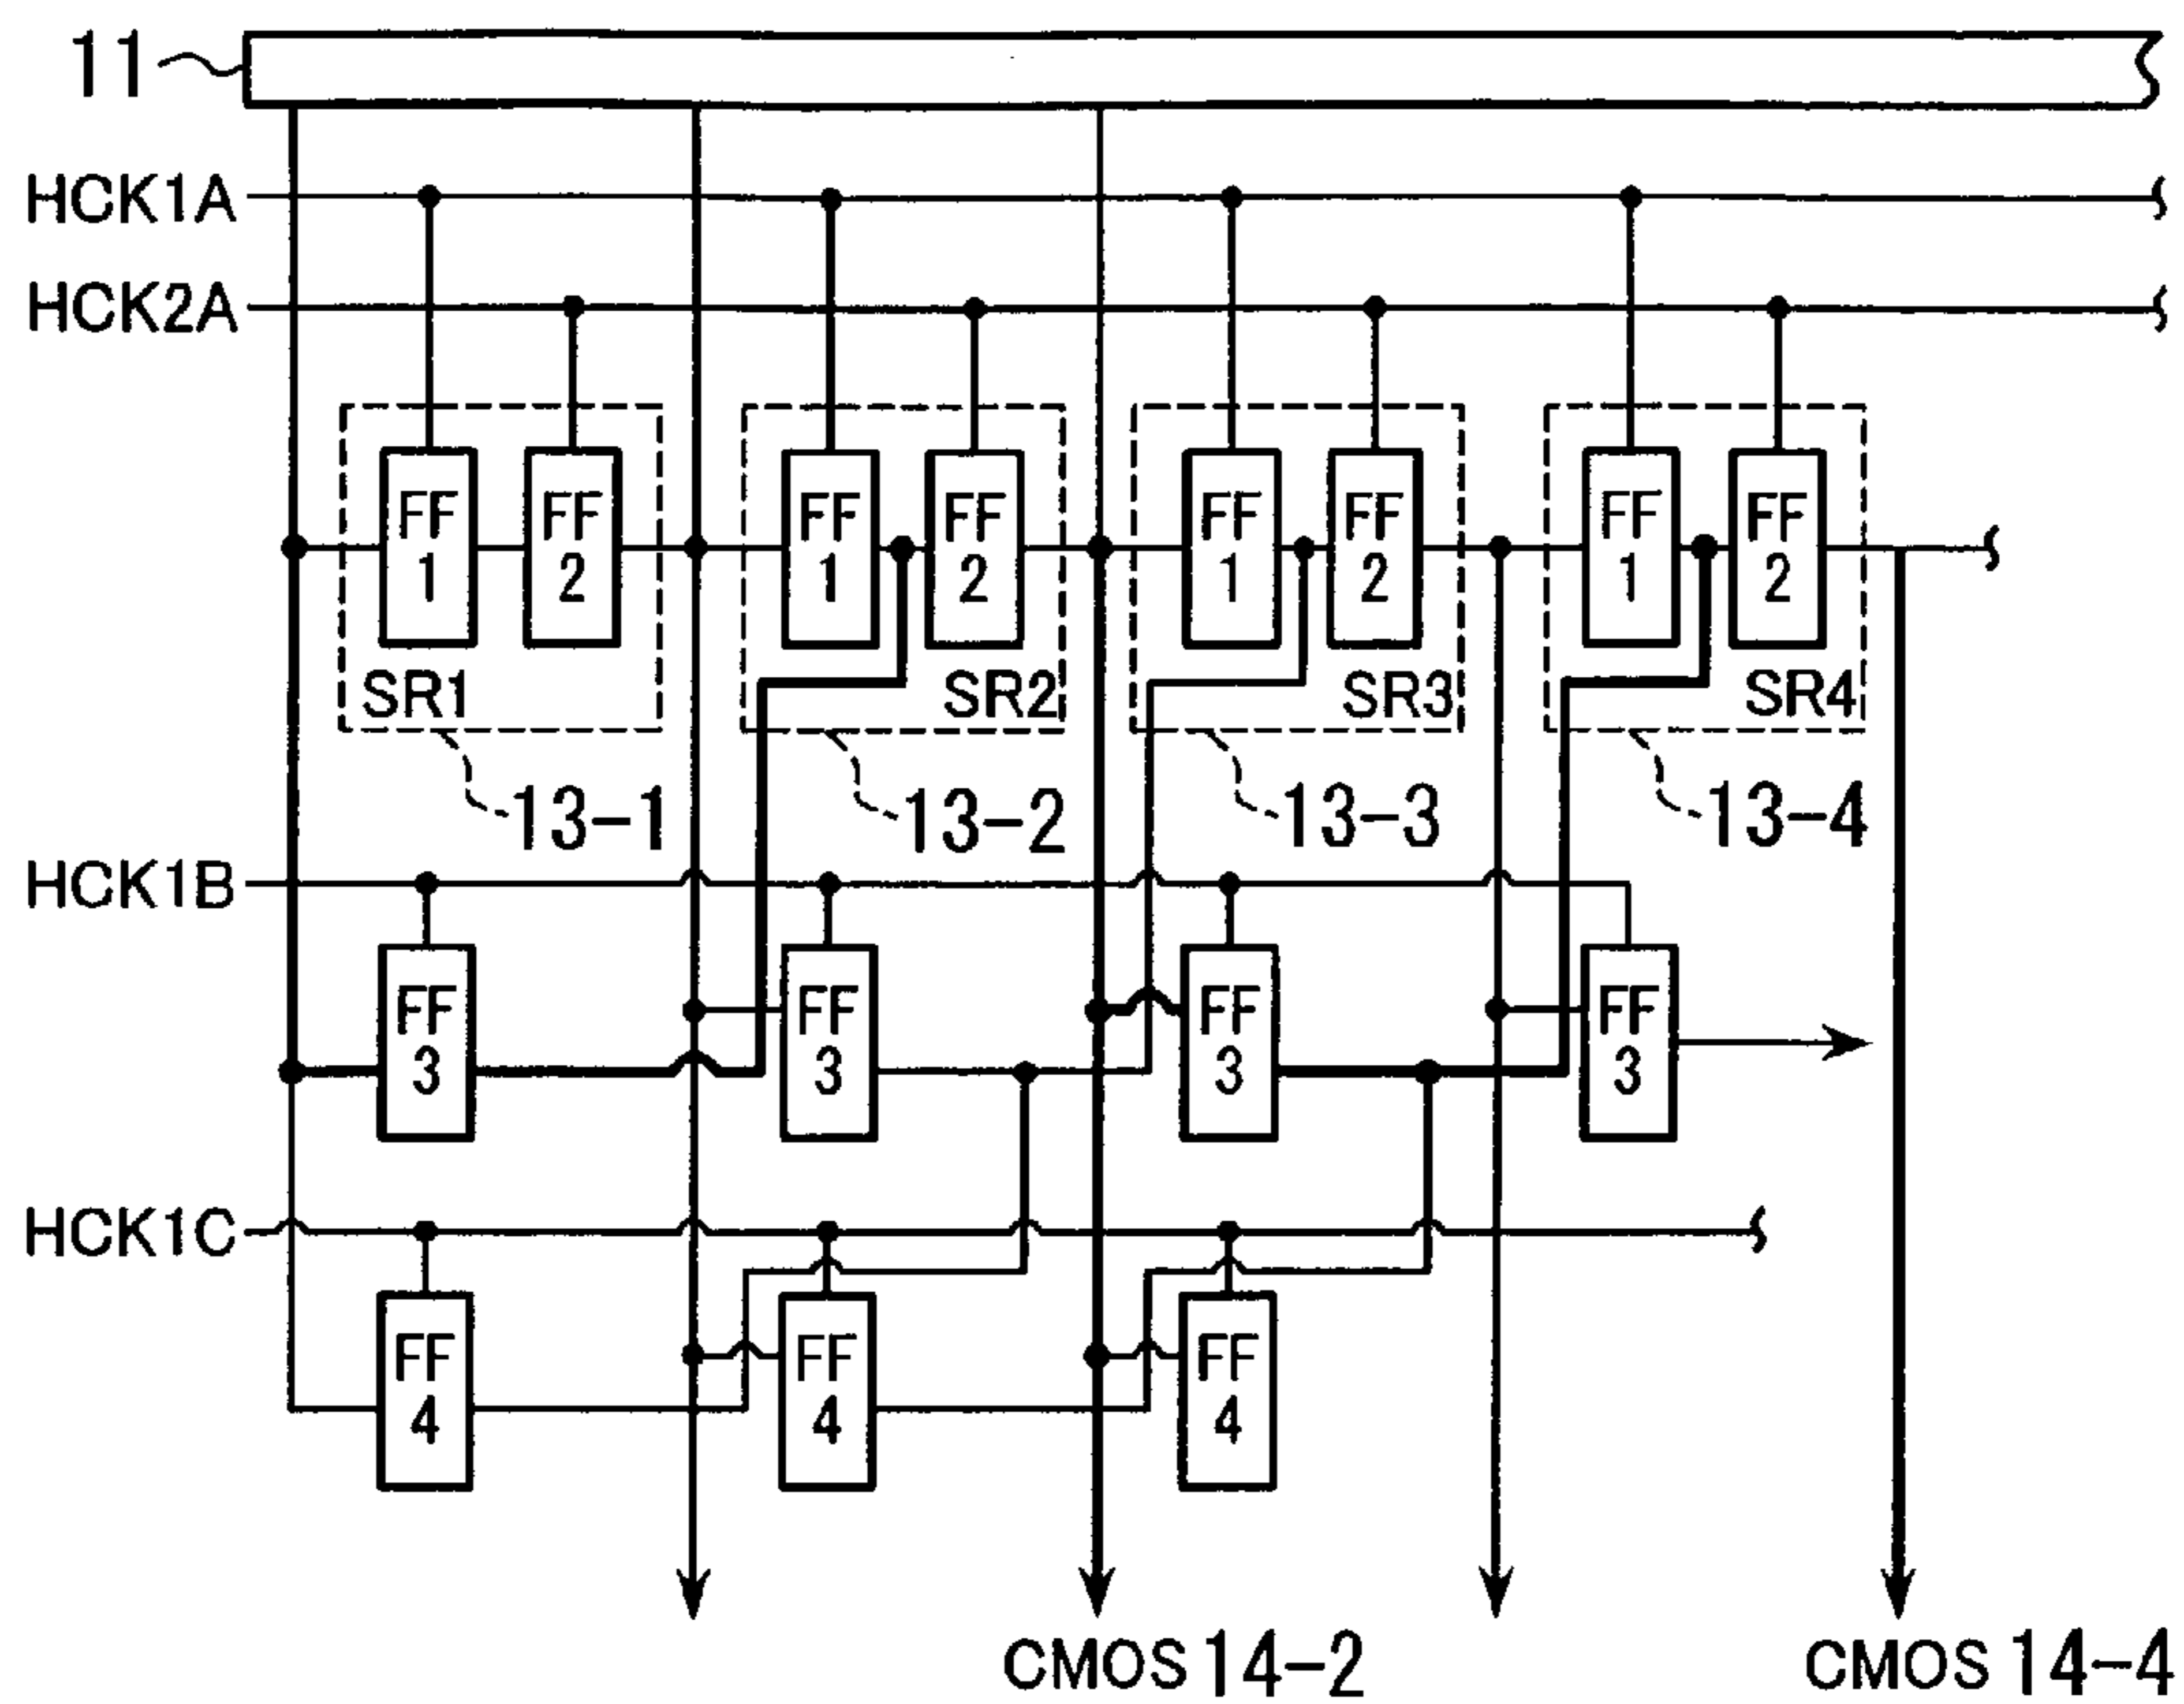 11
HCK1A
HCK2A
FF 1
FF 2
FF 1
FF 2
FF 1
FF 2
FF 1
FF 2
SR1
SR2
SR3
SR4
13-1
13-2
13-3
13-4
HCK1B
FF 3
FF 3
FF 3
FF 3
HCK1C
FF 4
FF 4
FF 4
CMOS 14-2
CMOS 14-4